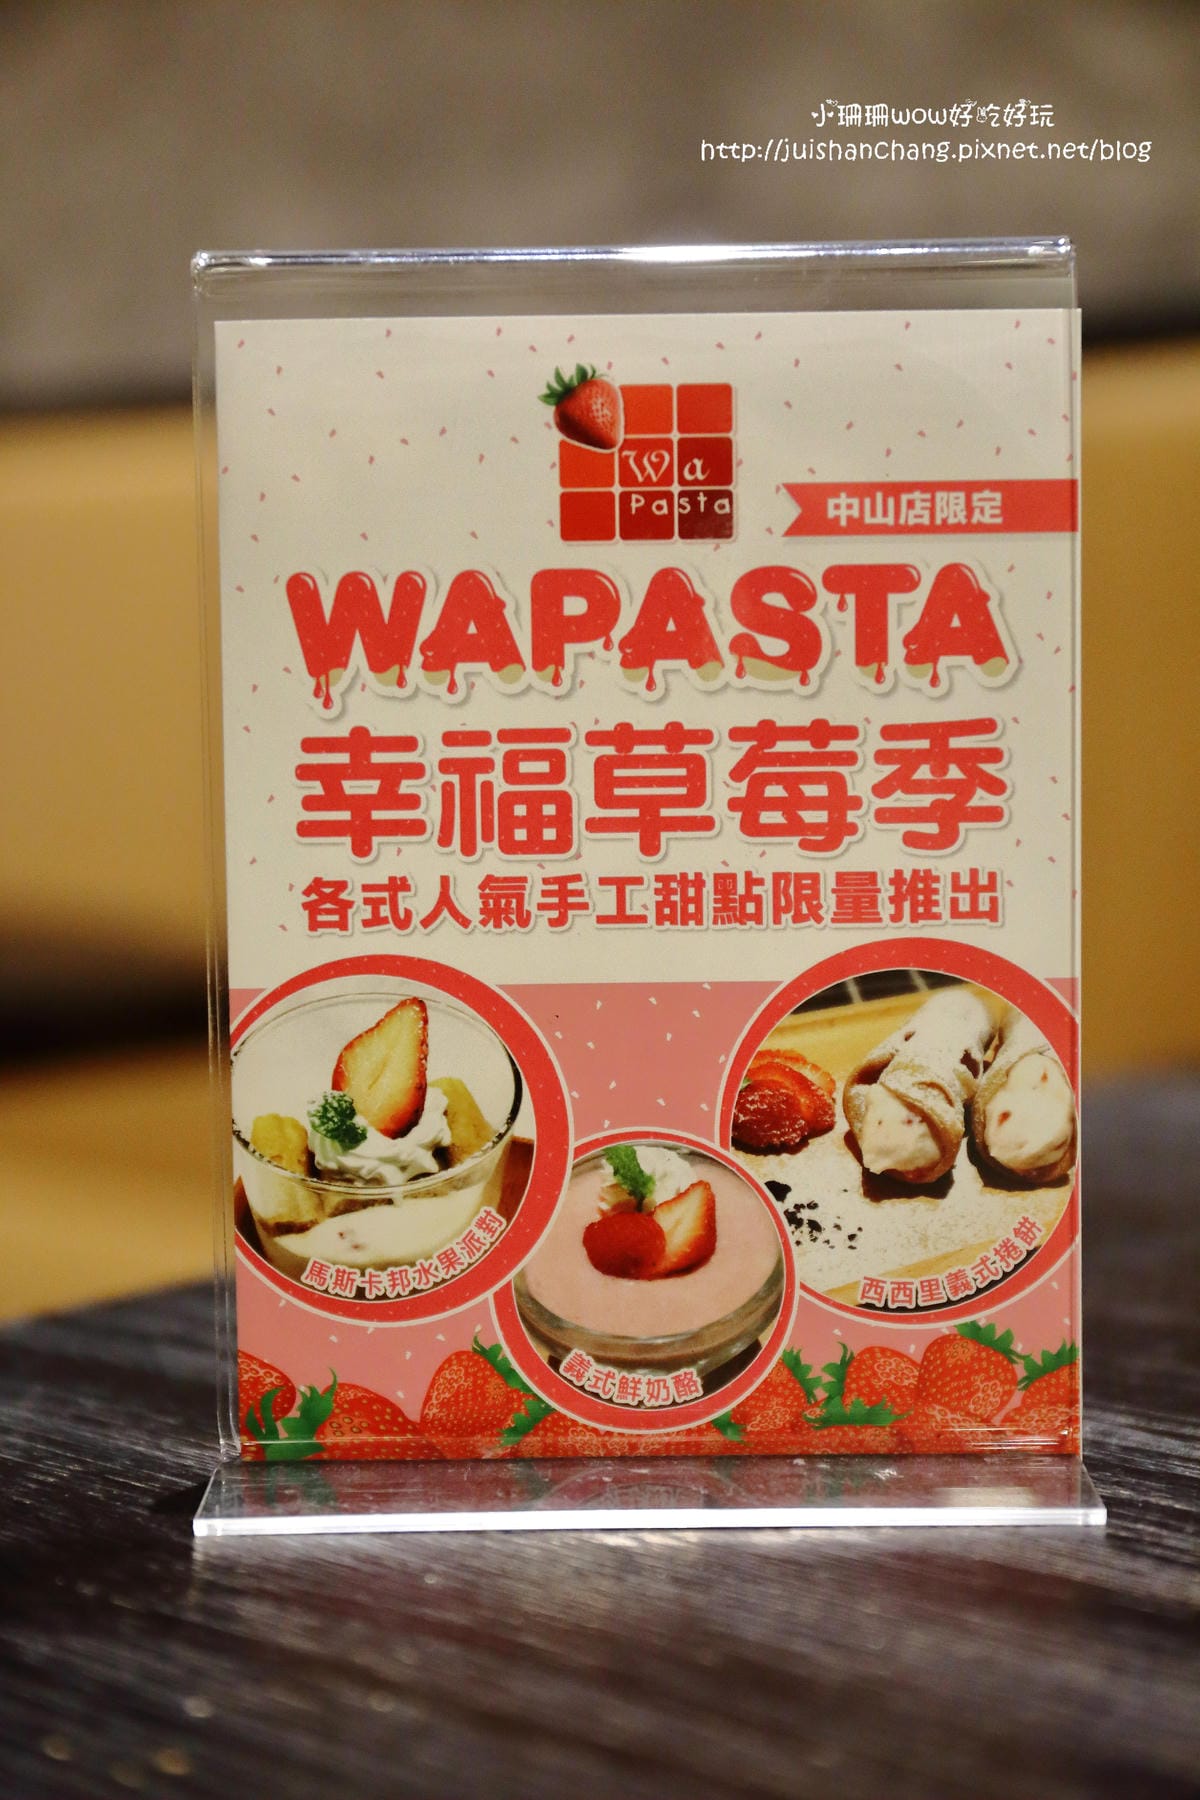 小珊珊wow好吃好玩
http://juishanchang.pixnet.net/blog
Wa
Pasta
中山店限定
WAPASTA
幸福草莓季
各式人氣手工甜點限量推出
馬斯卡邦水果派對
義式鮮奶酪
西西里義式捲餅